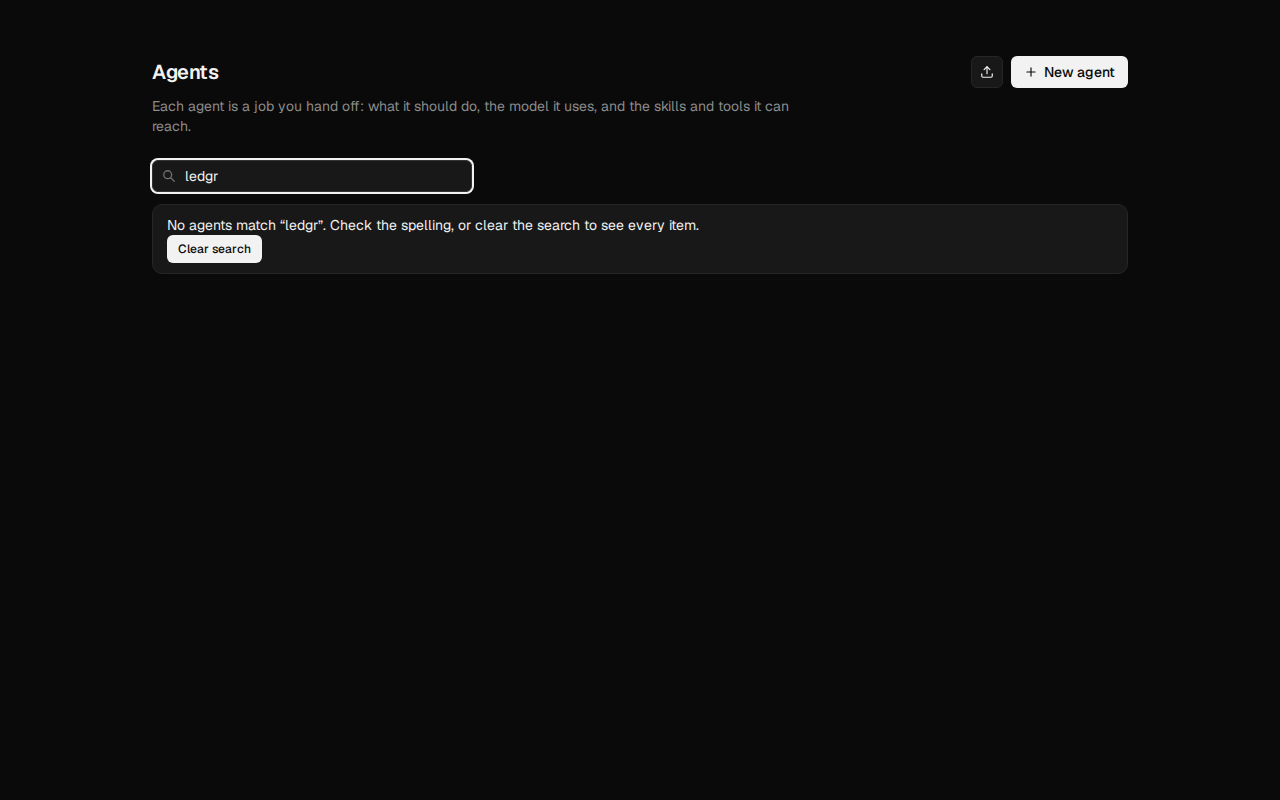 Agents
New agent
Each agent is a job you hand off: what it should do, the model it uses, and the skills and tools it can
reach.
ledgr
No agents match “ledgr”. Check the spelling, or clear the search to see every item.
Clear search